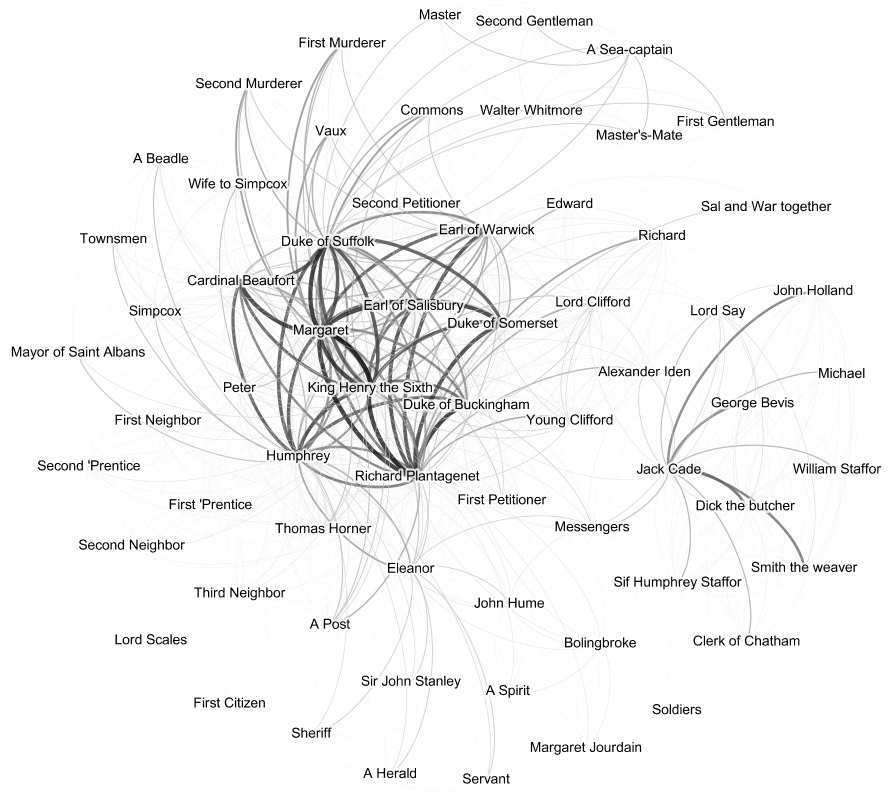 Master
Second Gentleman
First Murderer
A Sea-captain
Second Murderer
Commons
Walter Whitmore
First Gentleman
Vaux
Master's-Mate
A Beadle
Wife to Simpcox
Second Petitioner
Edward
Sal and War together
Townsmen
Duke of Suffolk
Earl of Warwick
Richard
Cardinal Beaufort
John Holland
Simpcox
Earl of Salisbury
Lord Clifford
Lord Say
Margaret
Duke of Somerset
Mayor of Saint Albans
Alexander Iden
Michael
Peter
King Henry the Sixth
Duke of Buckingham
George Bevis
First Neighbor
Young Clifford
Humphrey
Second 'Prentice
Richard Plantagenet
Jack Cade
William Staffor
First 'Prentice
First Petitioner
Dick the butcher
Thomas Horner
Messengers
Second Neighbor
Eleanor
Smith the weaver
Third Neighbor
John Hume
Sif Humphrey Staffor
A Post
Lord Scales
Bolingbroke
Clerk of Chatham
Sir John Stanley
A Spirit
First Citizen
Soldiers
Sheriff
Margaret Jourdain
A Herald
Servant